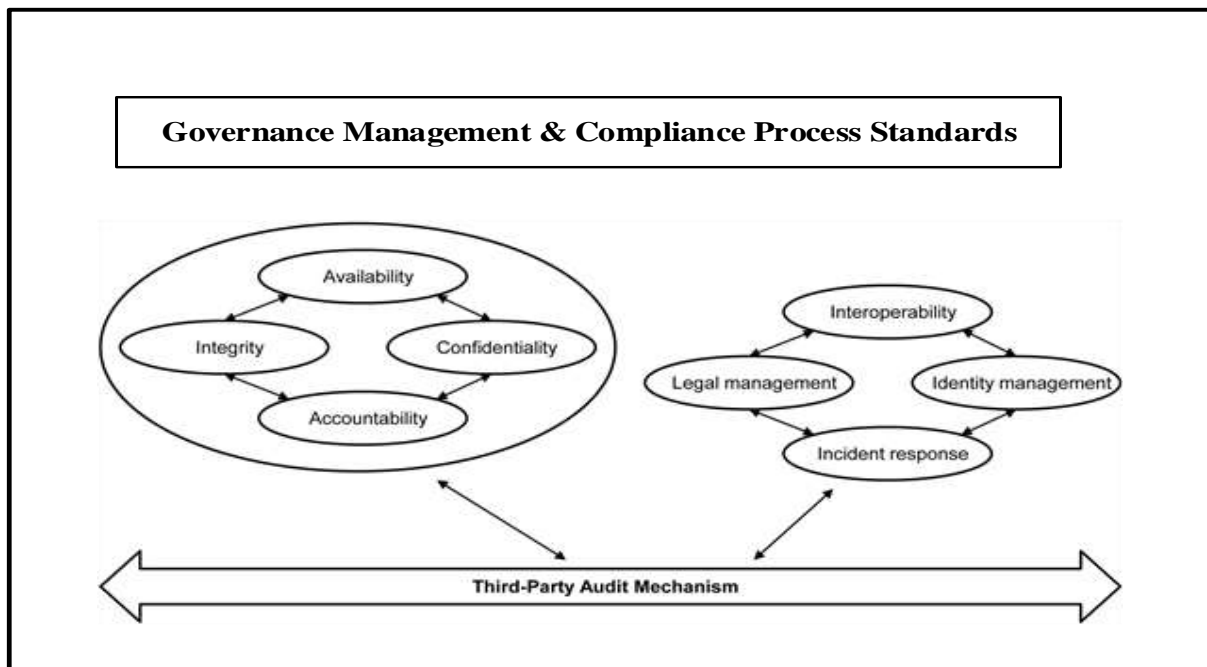 Governance Management & Compliance Process Standards
Availability
Integrity
Confidentiality
Accountability
Interoperability
Legal management
Identity management
Incident response
Third-Party Audit Mechanism